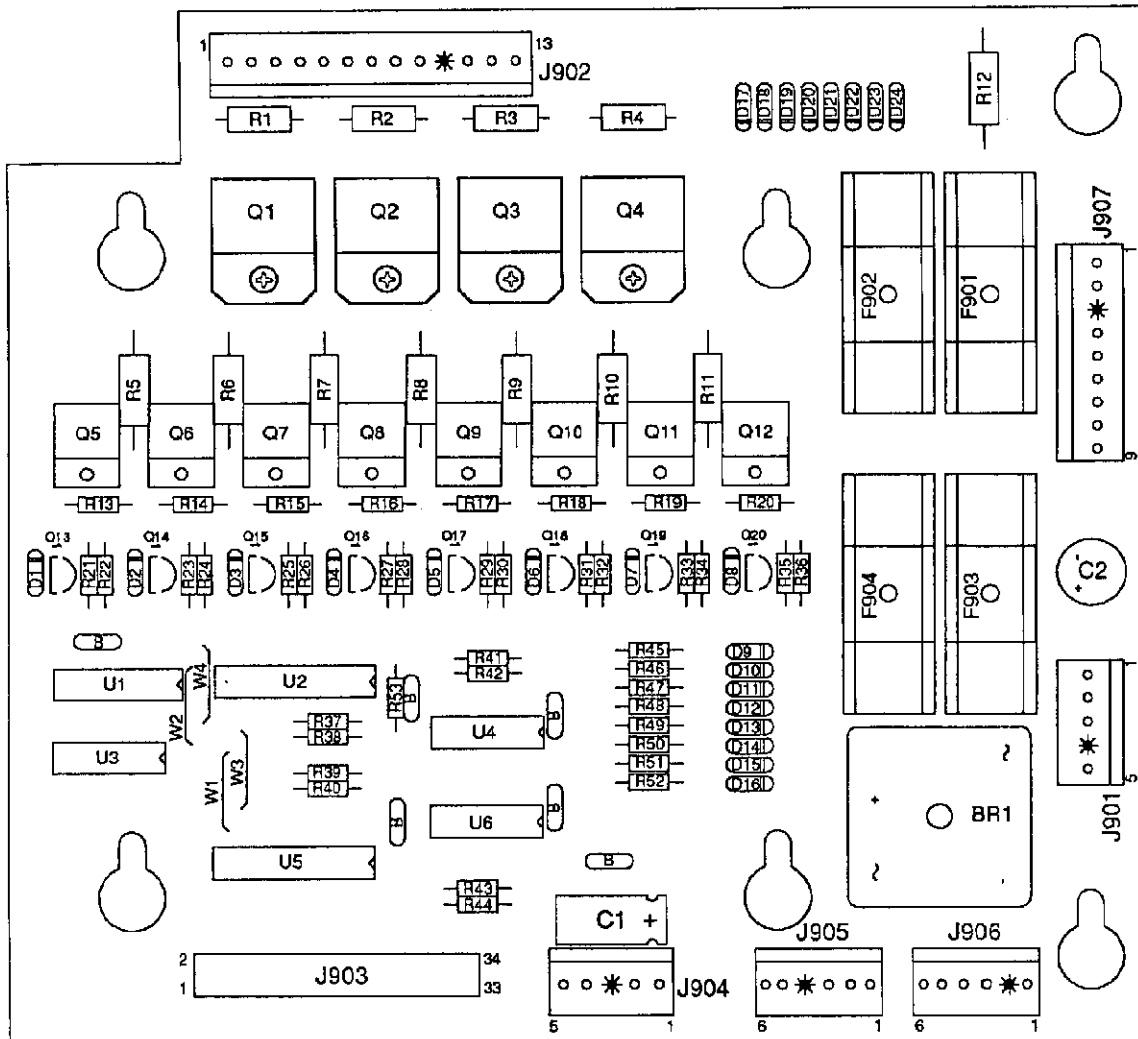 1 13
J902
R1 R2 R3 R4
D17 D18 D19 D20 D21 D22 D23 D24
R12
Q1 Q2 Q3 Q4
J907
1
9
F902 F901
R5 R6 R7 R8 R9 R10 R11
Q5 Q6 Q7 Q8 Q9 Q10 Q11 Q12
R13 R14 R15 R16 R17 R18 R19 R20
Q13 Q14 Q15 Q16 Q17 Q18 Q19 Q20
D1 R21 R22 D2 R23 R24 D3 R25 R26 D4 R27 R28 D5 R29 R30 D6 R31 R32 D7 R33 R34 D8 R35 R36
F904 F903
- C2 +
B
U1 W4 U2 R53 B
W2
U3
R41
R42
R37
R38
U4 B
W1 W3
R39
R40
R45
R46
R47
R48
R49
R50
R51
R52
D9
D10
D11
D12
D13
D14
D15
D16
1
5
J901
~
+ BR1
~ -
B
U6 B
U5
B
R43
R44
C1 +
2 34
J903
1 33
J904
5 1
J905
6 1
J906
6 1